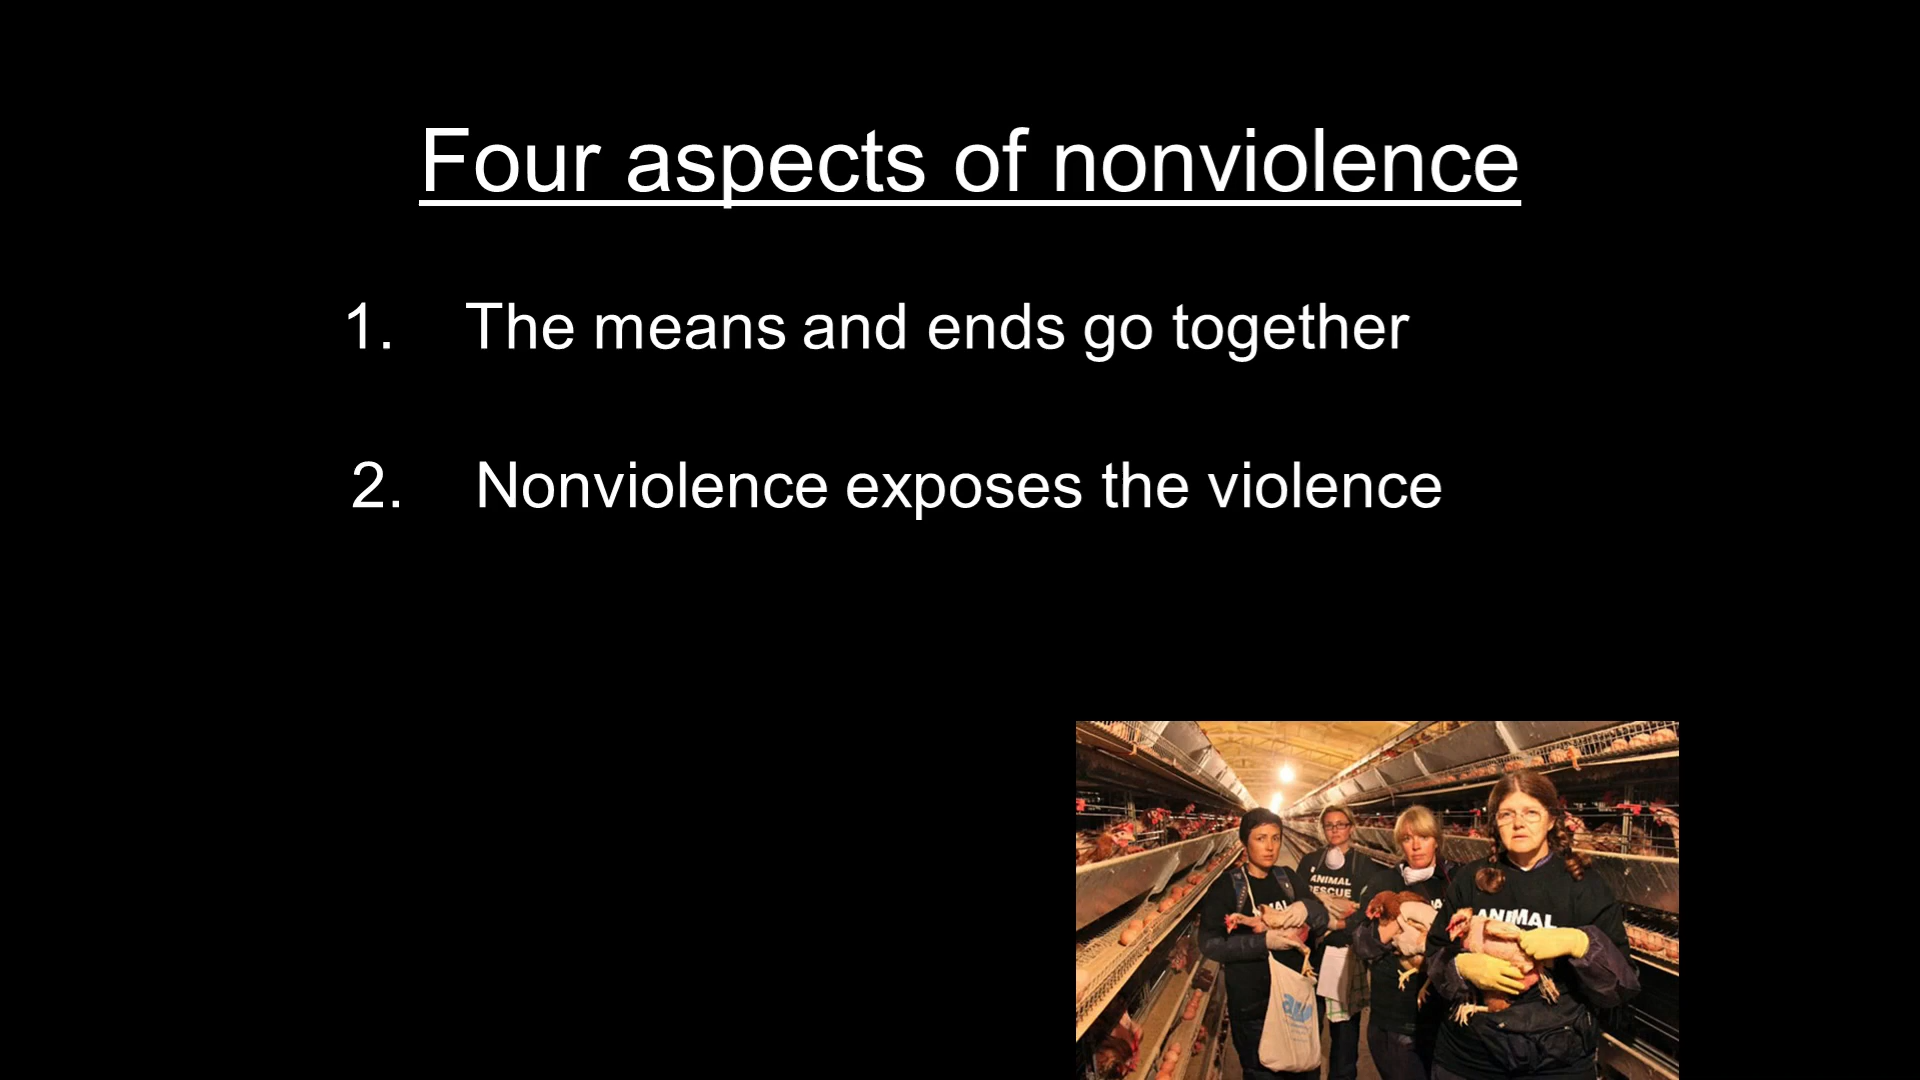 Four aspects of nonviolence
1. The means and ends go together
2. Nonviolence exposes the violence
ANIMAL
RESCUE
ANIMAL